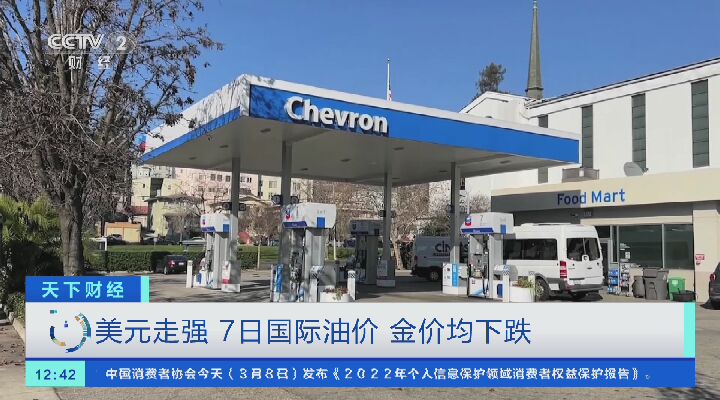 CCTV 2
财经
Chevron
Food Mart
天下财经
美元走强 7日国际油价 金价均下跌
12:42 中国消费者协会今天（3月8日）发布《2022年个人信息保护领域消费者权益保护报告》。